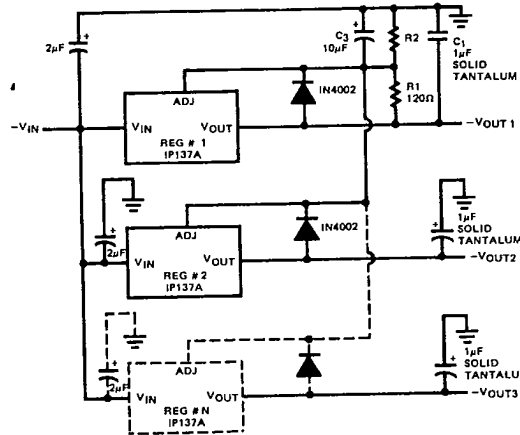 2µF
C3
10µF
R2
C1
1µF
SOLID
TANTALUM
R1
120Ω
ADJ
IN4002
-VIN
VIN
VOUT
REG # 1
IP137A
-VOUT 1
ADJ
IN4002
1µF
SOLID
TANTALUM
2µF
VIN
VOUT
REG #2
IP137A
-VOUT2
ADJ
1µF
SOLID
TANTALUM
2µF
VIN
VOUT
REG # N
IP137A
-VOUT3